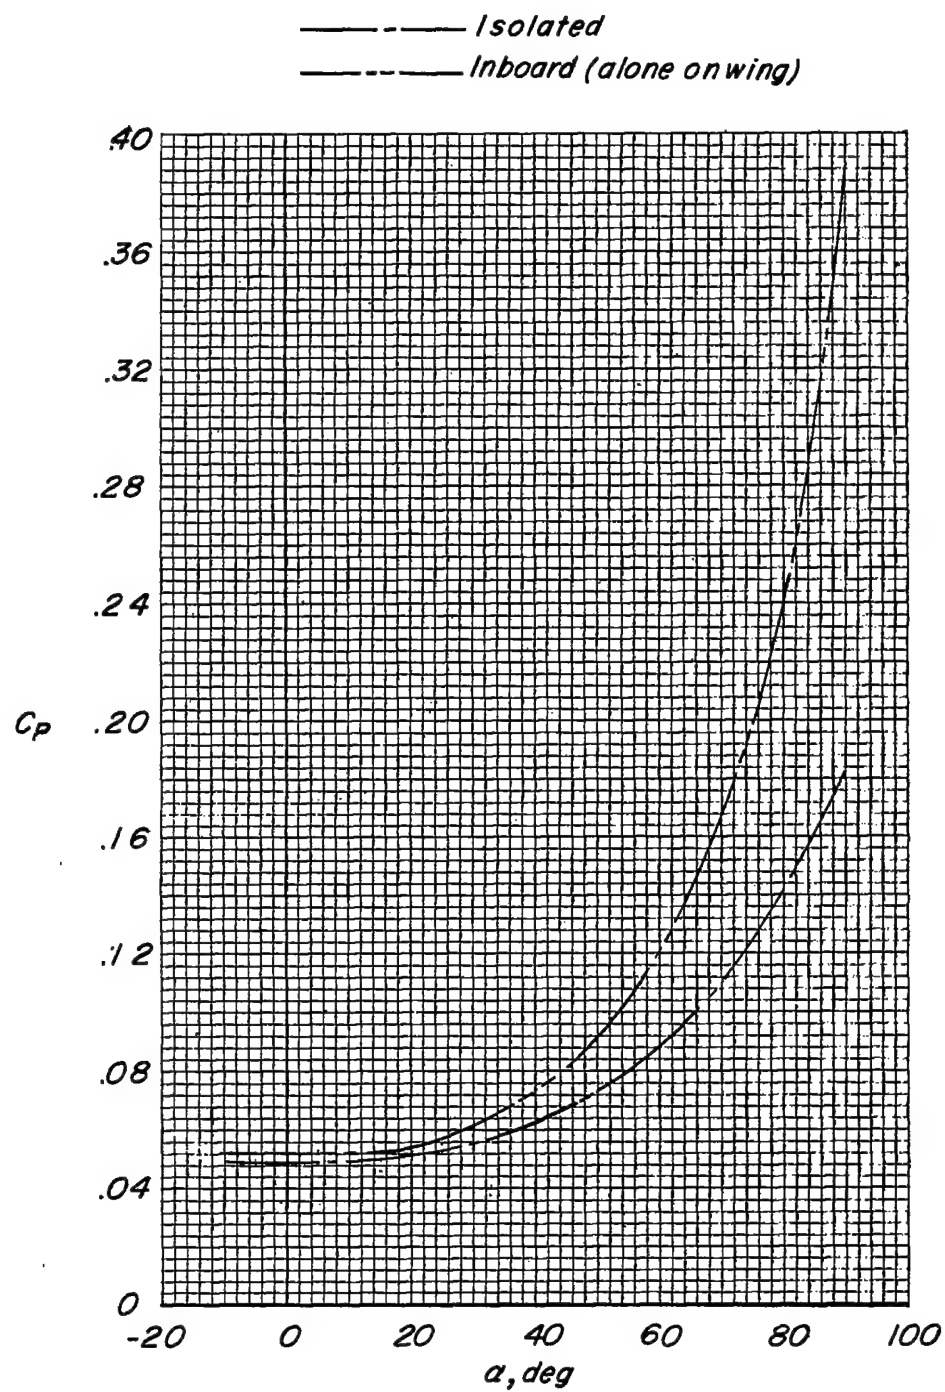 Isolated
Inboard (alone on wing)
.40
.36
.32
.28
.24
.20
.16
.12
.08
.04
0
CP
-20 0 20 40 60 80 100
α, deg